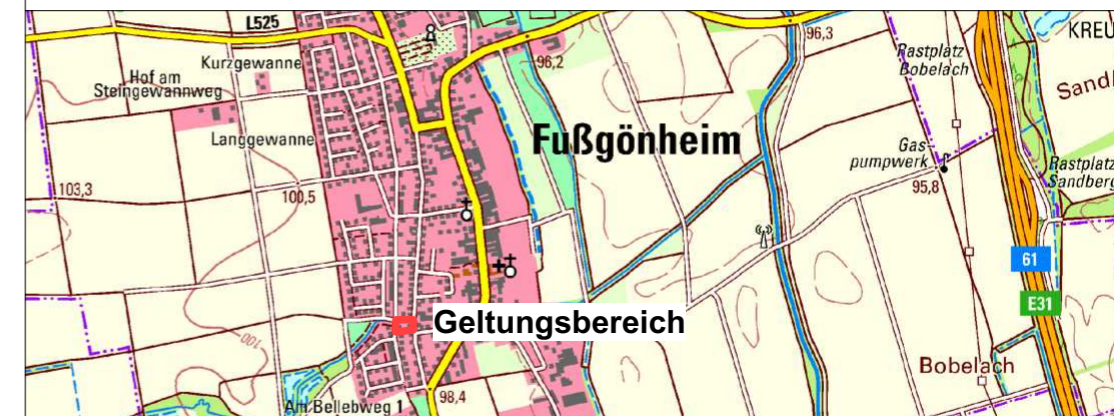 L525
96,3
KREU
Kurzgewanne
96,2
Rastplatz
Bobelach
Hof am
Steingewannweg
Sandl
Langgewanne
Fußgönheim
Gas-
pumpwerk
Rastplatz
Sandberg
103,3
100,5
95,8
61
E31
Geltungsbereich
100
Bobelach
98,4
Am Bellebweg 1